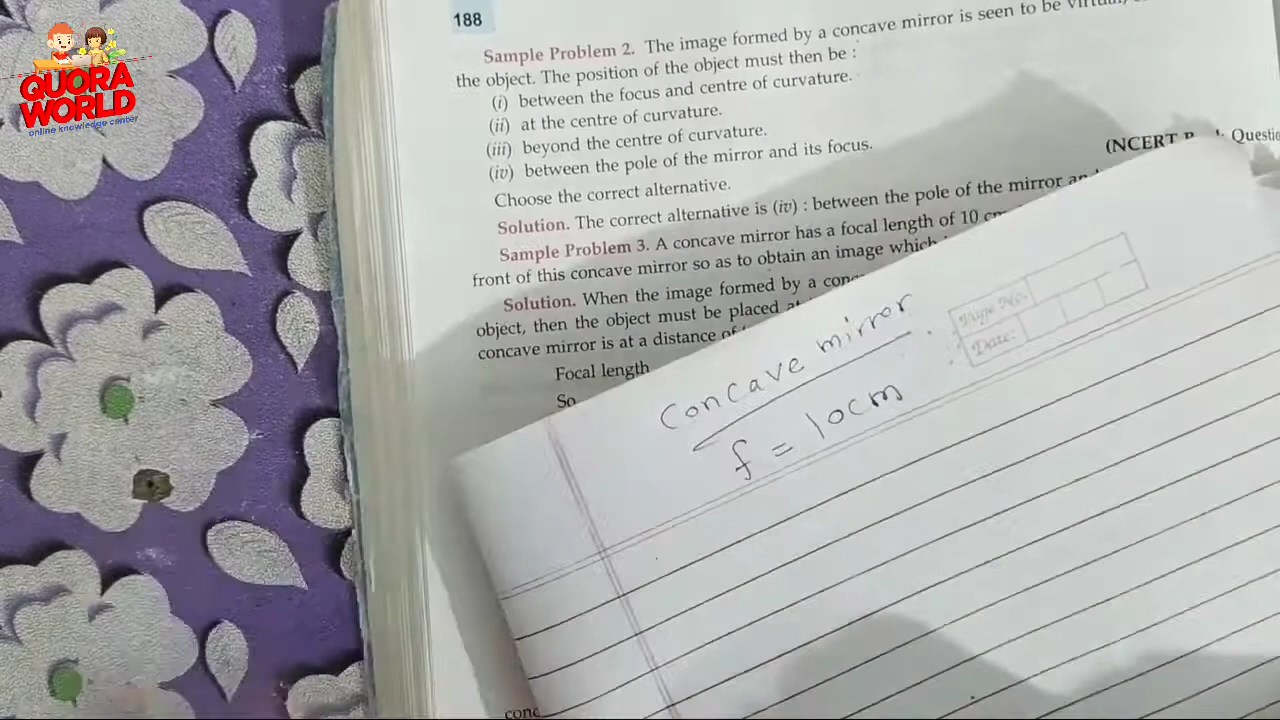 QUORA
WORLD
online knowledge center
188
Sample Problem 2. The image formed by a concave mirror is seen to be virtual,
the object. The position of the object must then be :
(i) between the focus and centre of curvature.
(ii) at the centre of curvature.
(iii) beyond the centre of curvature.
(iv) between the pole of the mirror and its focus.
(NCERT
Choose the correct alternative.
Solution. The correct alternative is (iv) : between the pole of the mirror
Sample Problem 3. A concave mirror has a focal length of 10 cm
front of this concave mirror so as to obtain an image which
Solution. When the image formed by a
object, then the object must be placed
concave mirror is at a distance of
Focal length
So
Concave mirror
f = 10cm
Page No.
Date: